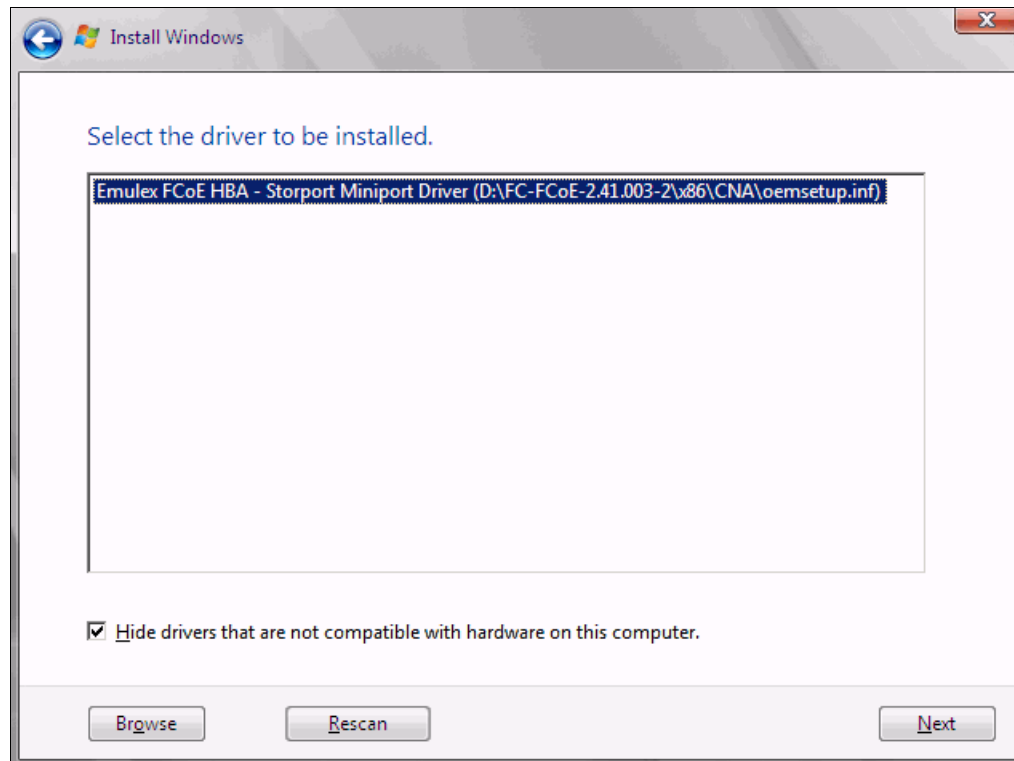 Install Windows
Select the driver to be installed.
Emulex FCoE HBA - Storport Miniport Driver (D:\FC-FCoE-2.41.003-2\x86\CNA\oemsetup.inf)
Hide drivers that are not compatible with hardware on this computer.
Browse
Rescan
Next